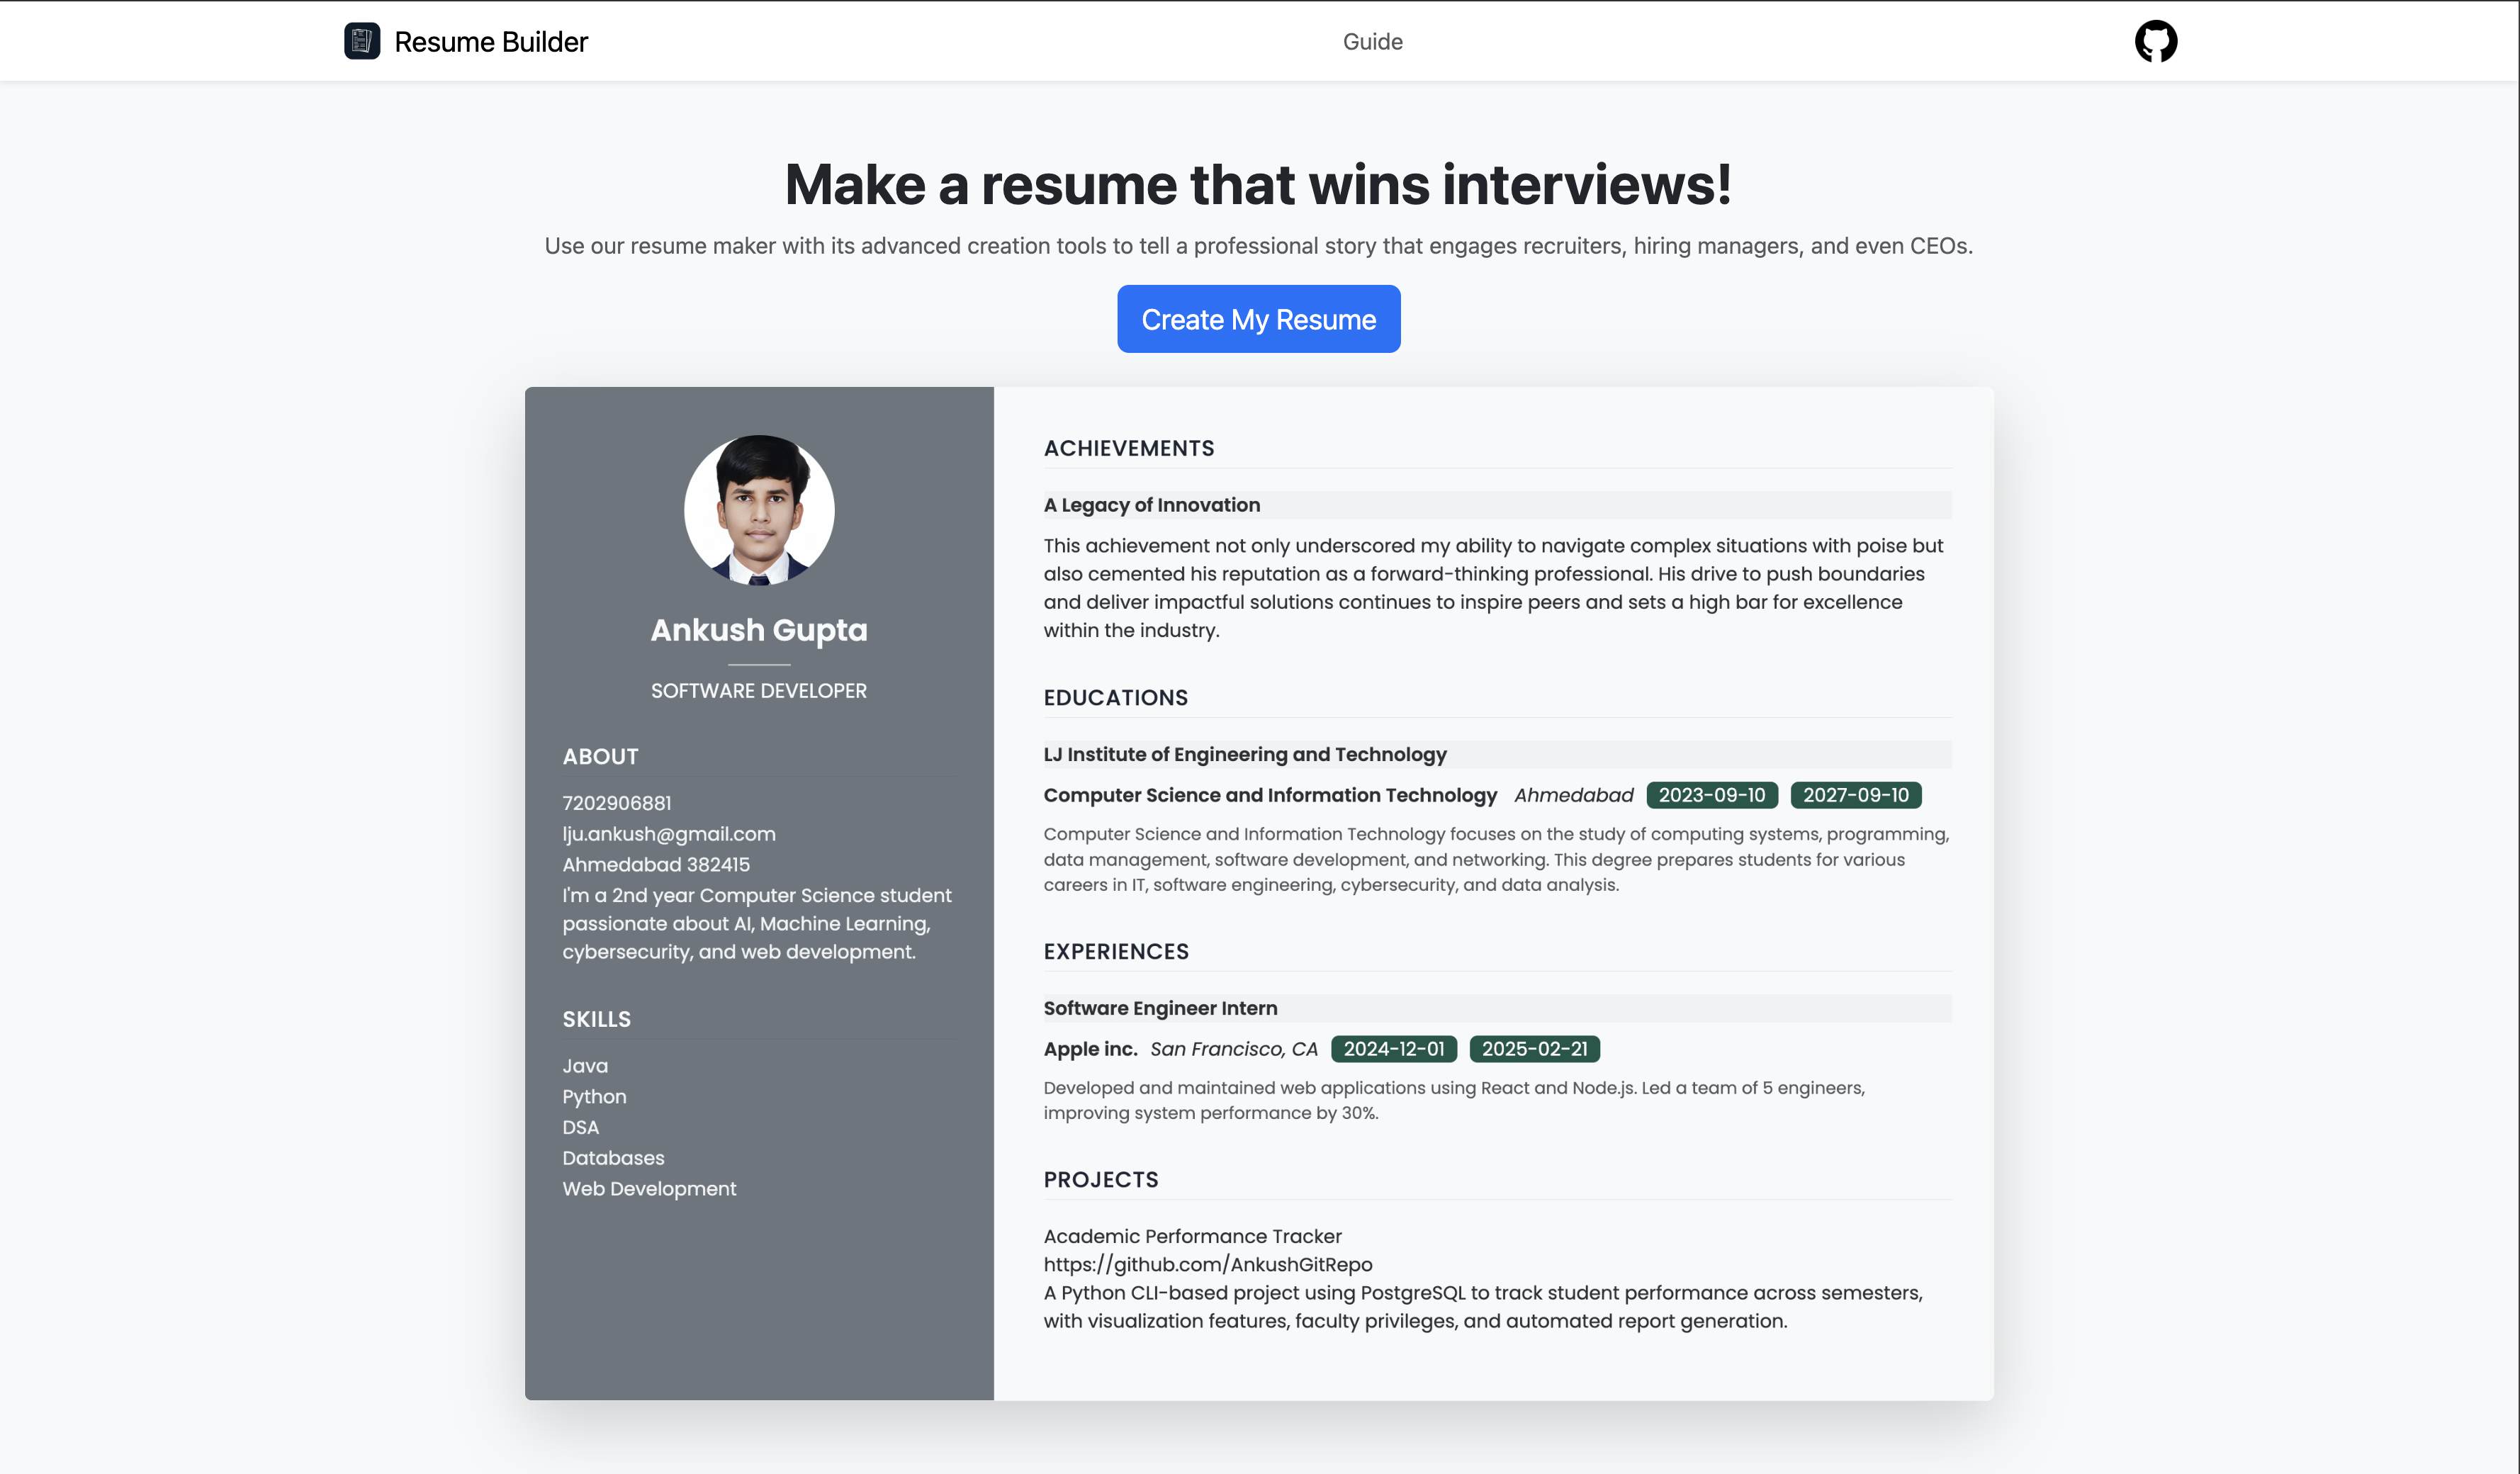 Resume Builder
Guide
Make a resume that wins interviews!
Use our resume maker with its advanced creation tools to tell a professional story that engages recruiters, hiring managers, and even CEOs.
Create My Resume
Ankush Gupta
SOFTWARE DEVELOPER
ABOUT
7202906881
lju.ankush@gmail.com
Ahmedabad 382415
I'm a 2nd year Computer Science student
passionate about AI, Machine Learning,
cybersecurity, and web development.
SKILLS
Java
Python
DSA
Databases
Web Development
ACHIEVEMENTS
A Legacy of Innovation
This achievement not only underscored my ability to navigate complex situations with poise but
also cemented his reputation as a forward-thinking professional. His drive to push boundaries
and deliver impactful solutions continues to inspire peers and sets a high bar for excellence
within the industry.
EDUCATIONS
LJ Institute of Engineering and Technology
Computer Science and Information Technology Ahmedabad 2023-09-10 2027-09-10
Computer Science and Information Technology focuses on the study of computing systems, programming,
data management, software development, and networking. This degree prepares students for various
careers in IT, software engineering, cybersecurity, and data analysis.
EXPERIENCES
Software Engineer Intern
Apple inc. San Francisco, CA 2024-12-01 2025-02-21
Developed and maintained web applications using React and Node.js. Led a team of 5 engineers,
improving system performance by 30%.
PROJECTS
Academic Performance Tracker
https://github.com/AnkushGitRepo
A Python CLI-based project using PostgreSQL to track student performance across semesters,
with visualization features, faculty privileges, and automated report generation.